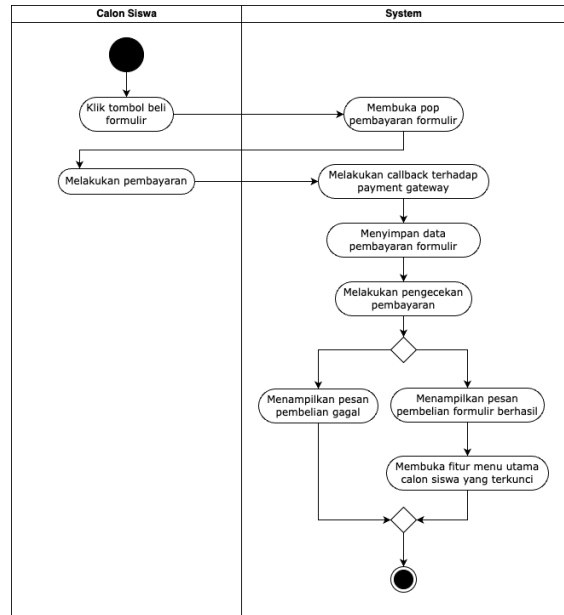 Calon Siswa
System
Klik tombol beli
formulir
Membuka pop
pembayaran formulir
Melakukan pembayaran
Melakukan callback terhadap
payment gateway
Menyimpan data
pembayaran formulir
Melakukan pengecekan
pembayaran
Menampilkan pesan
pembelian gagal
Menampilkan pesan
pembelian formulir berhasil
Membuka fitur menu utama
calon siswa yang terkunci